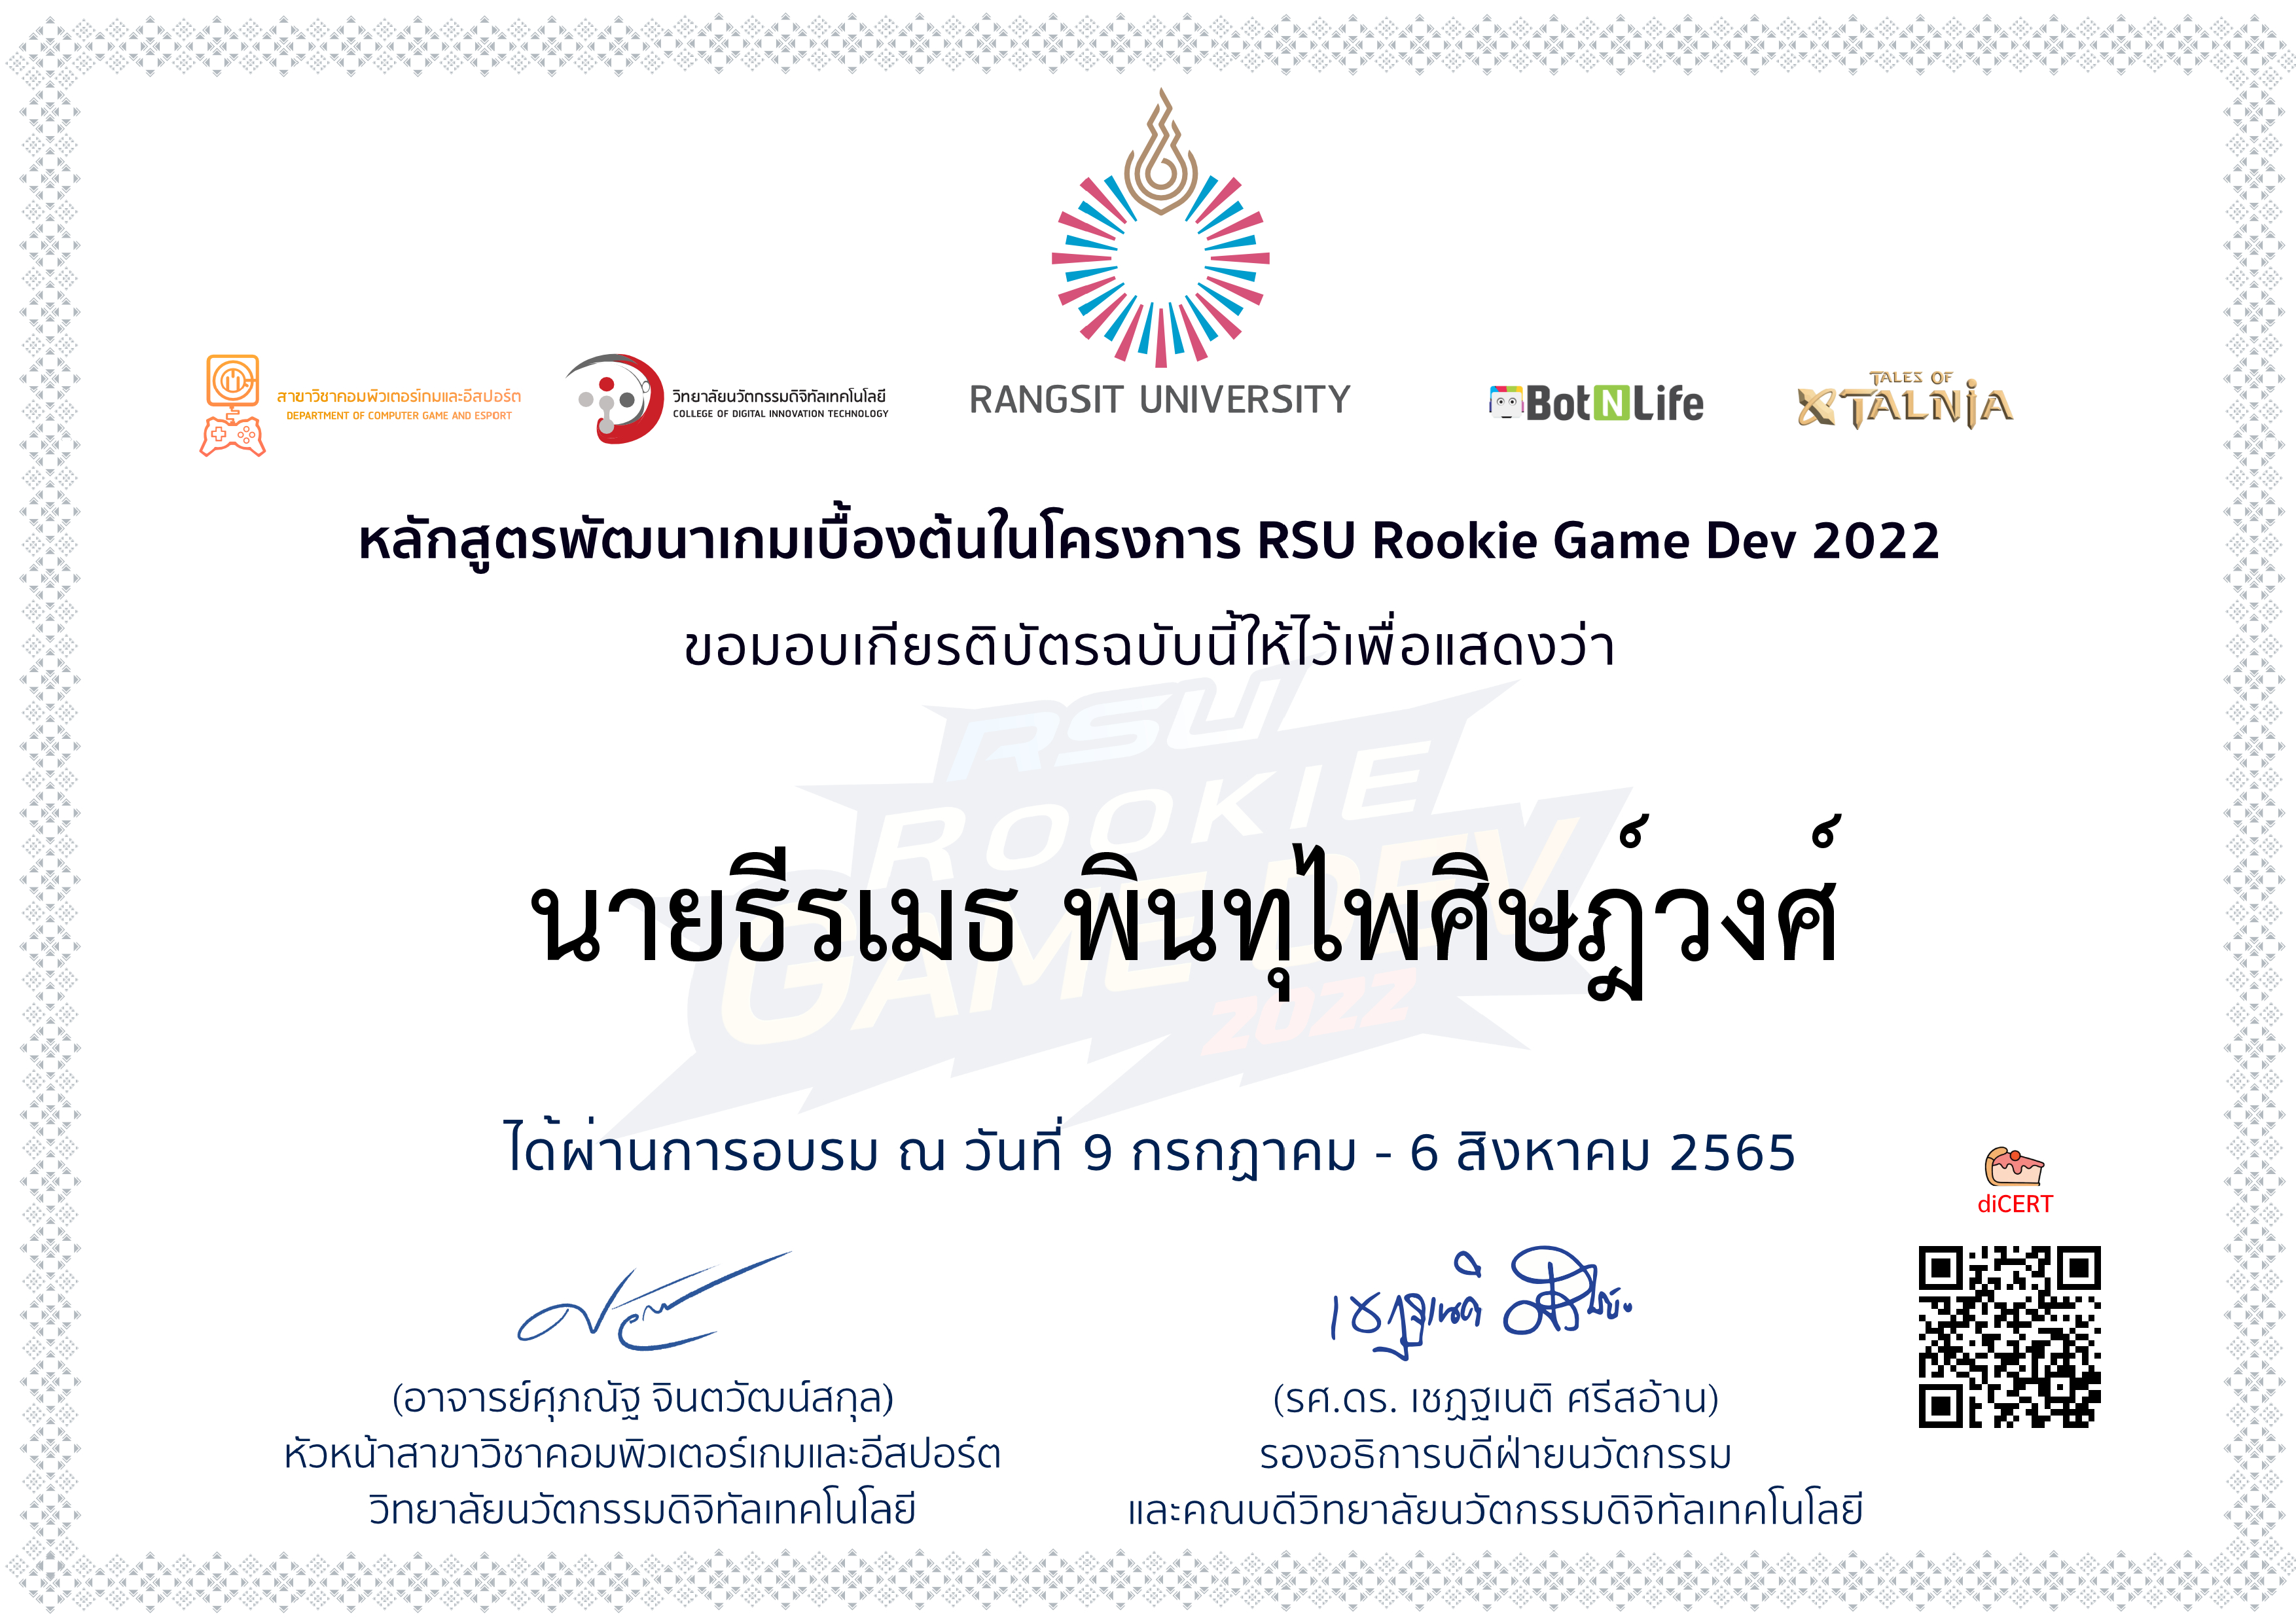 RANGSIT UNIVERSITY
สาขาวิชาคอมพิวเตอร์เกมและอีสปอร์ต
DEPARTMENT OF COMPUTER GAME AND ESPORT
วิทยาลัยนวัตกรรมดิจิทัลเทคโนโลยี
COLLEGE OF DIGITAL INNOVATION TECHNOLOGY
BotNLife
TALES OF
TALNIA
หลักสูตรพัฒนาเกมเบื้องต้นในโครงการ RSU Rookie Game Dev 2022
ขอมอบเกียรติบัตรฉบับนี้ให้ไว้เพื่อแสดงว่า
RSU
ROOKIE
GAME DEV
2022
นายธีรเมธ พินทุไพศิษฎ์วงศ์
ได้ผ่านการอบรม ณ วันที่ 9 กรกฎาคม - 6 สิงหาคม 2565
diCERT
(อาจารย์ศุภณัฐ จินตวัฒน์สกุล)
หัวหน้าสาขาวิชาคอมพิวเตอร์เกมและอีสปอร์ต
วิทยาลัยนวัตกรรมดิจิทัลเทคโนโลยี
(รศ.ดร. เชฏฐเนติ ศรีสอ้าน)
รองอธิการบดีฝ่ายนวัตกรรม
และคณบดีวิทยาลัยนวัตกรรมดิจิทัลเทคโนโลยี